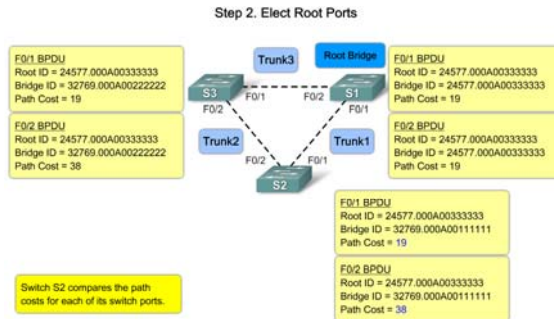 Step 2. Elect Root Ports
F0/1 BPDU
Root ID = 24577.000A00333333
Bridge ID = 32769.000A00222222
Path Cost = 19
F0/2 BPDU
Root ID = 24577.000A00333333
Bridge ID = 32769.000A00222222
Path Cost = 38
Trunk3
Root Bridge
S3
F0/1
F0/2
S1
F0/2
F0/1
Trunk2
Trunk1
F0/2
F0/1
S2
F0/1 BPDU
Root ID = 24577.000A00333333
Bridge ID = 24577.000A00333333
Path Cost = 19
F0/2 BPDU
Root ID = 24577.000A00333333
Bridge ID = 24577.000A00333333
Path Cost = 19
F0/1 BPDU
Root ID = 24577.000A00333333
Bridge ID = 32769.000A00111111
Path Cost = 19
F0/2 BPDU
Root ID = 24577.000A00333333
Bridge ID = 32769.000A00111111
Path Cost = 38
Switch S2 compares the path
costs for each of its switch ports.